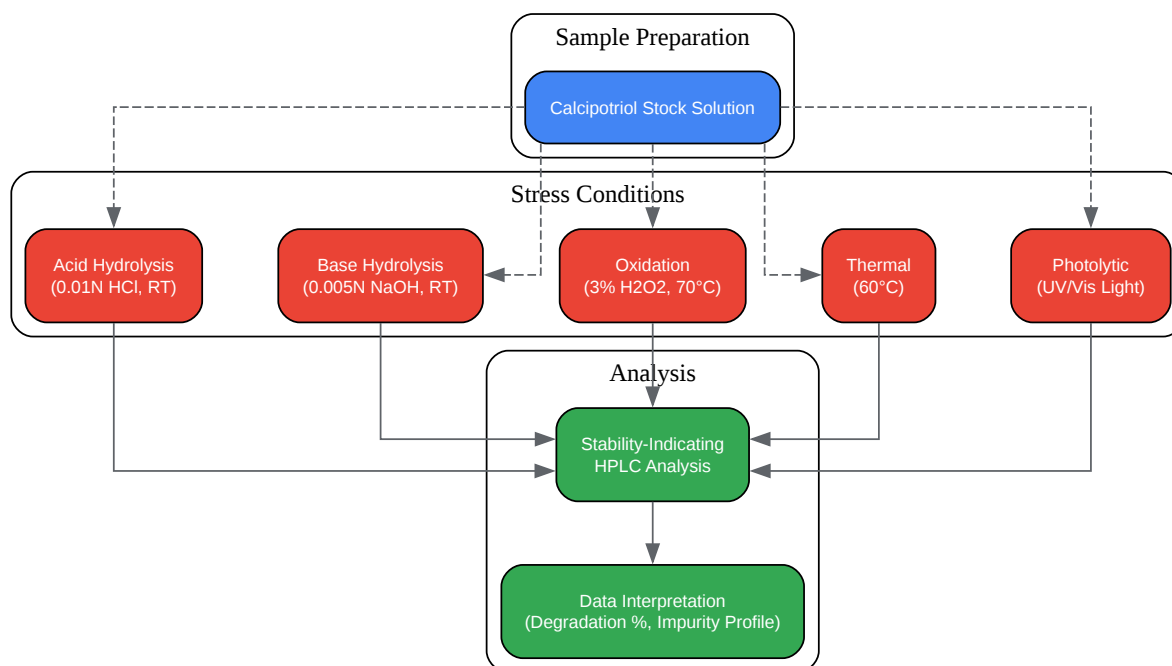 Sample Preparation
Calcipotriol Stock Solution
Stress Conditions
Acid Hydrolysis
(0.01N HCl, RT)
Base Hydrolysis
(0.005N NaOH, RT)
Oxidation
(3% H2O2, 70°C)
Thermal
(60°C)
Photolytic
(UV/Vis Light)
Analysis
Stability-Indicating
HPLC Analysis
Data Interpretation
(Degradation %, Impurity Profile)